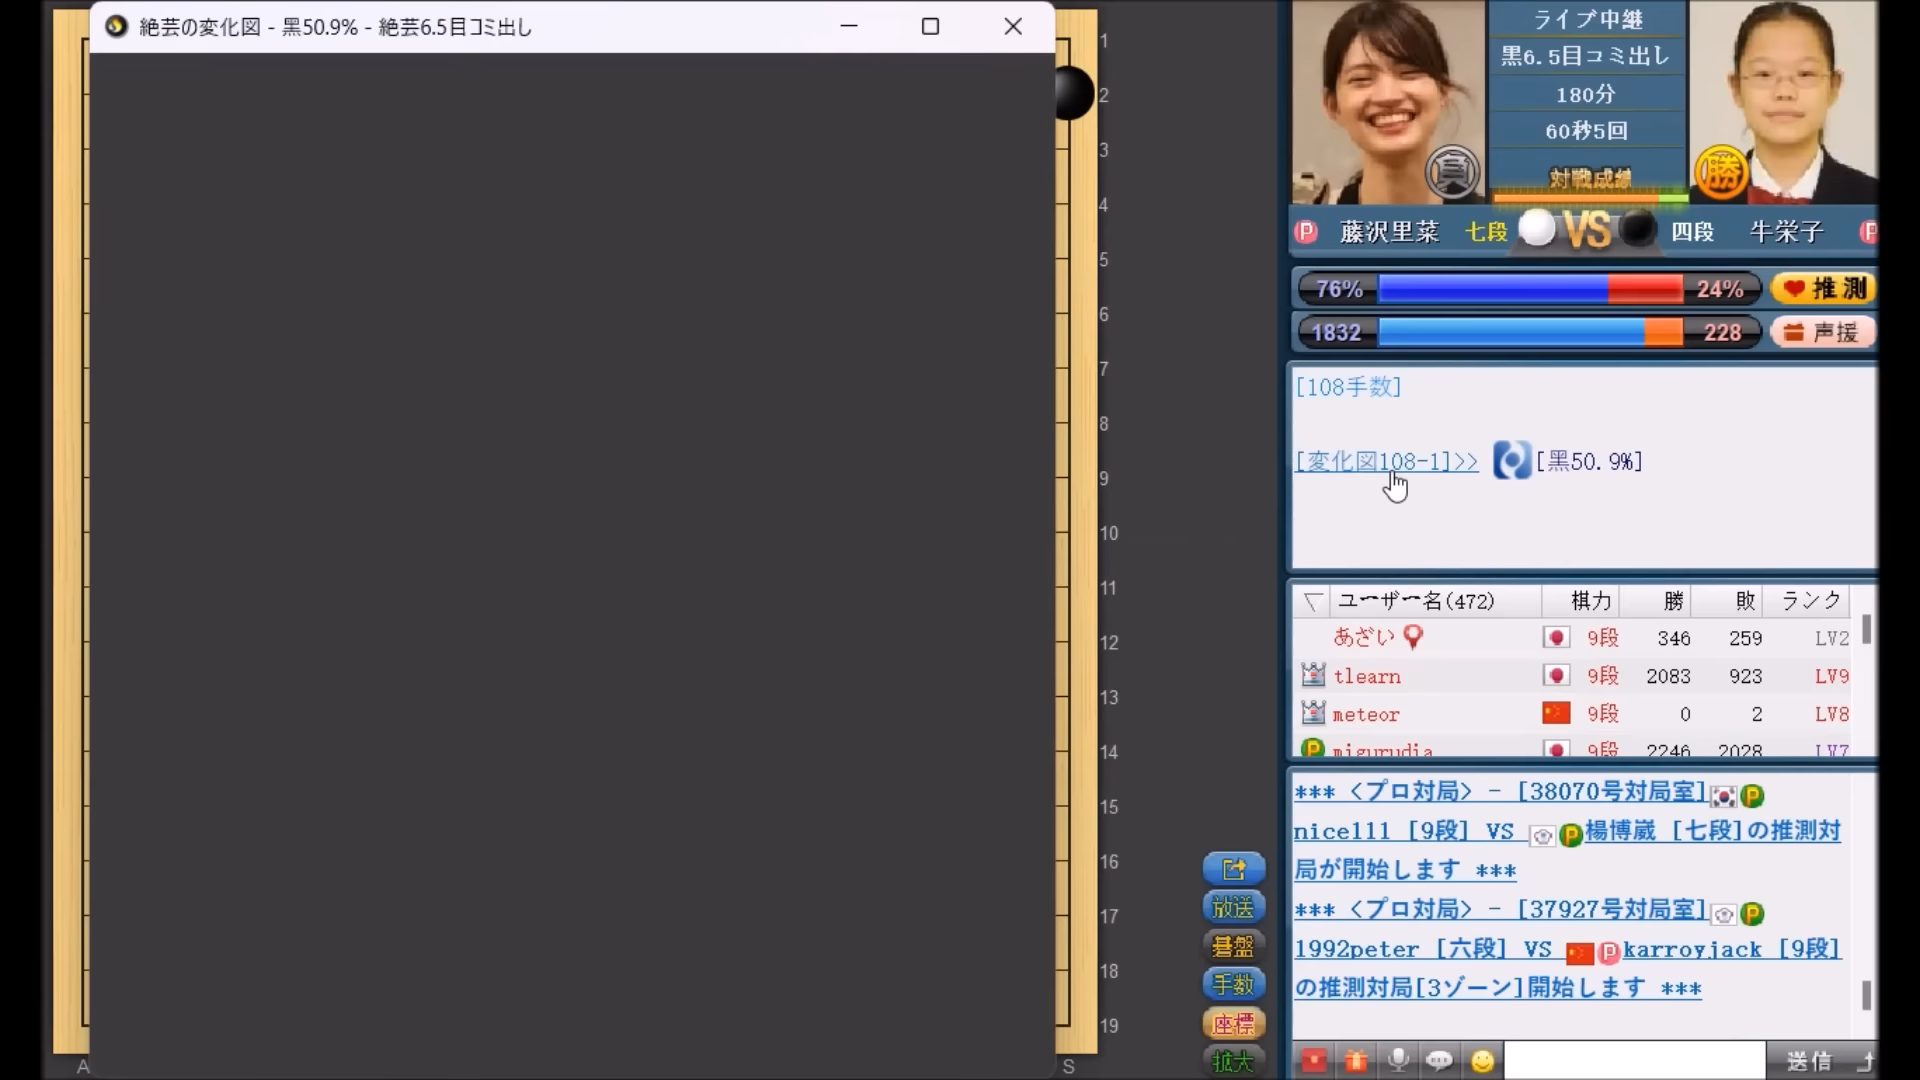 絶芸の変化図 - 黒50.9% - 絶芸6.5目コミ出し
1
2
3
4
5
6
7
8
9
10
11
12
13
14
15
16
17
18
19
A
S
放送
碁盤
手数
座標
拡大
ライブ中継
黒6.5目コミ出し
180分
60秒5回
対戦成績
負
勝
P 藤沢里菜 七段 VS 四段 牛栄子 P
76% 24% 推測
1832 228 声援
[108手数]
[変化図108-1]>> [黒50.9%]
ユーザー名(472) 棋力 勝 敗 ランク
あざい 9段 346 259 LV2
tlearn 9段 2083 923 LV9
meteor 9段 0 2 LV8
P migurudia 9段 2246 2028 LV7
*** <プロ対局> - [38070号対局室] P
nice111 [9段] VS P 楊博崴 [七段]の推測対
局が開始します ***
*** <プロ対局> - [37927号対局室] P
1992peter [六段] VS P karroyjack [9段]
の推測対局[3ゾーン]開始します ***
送信